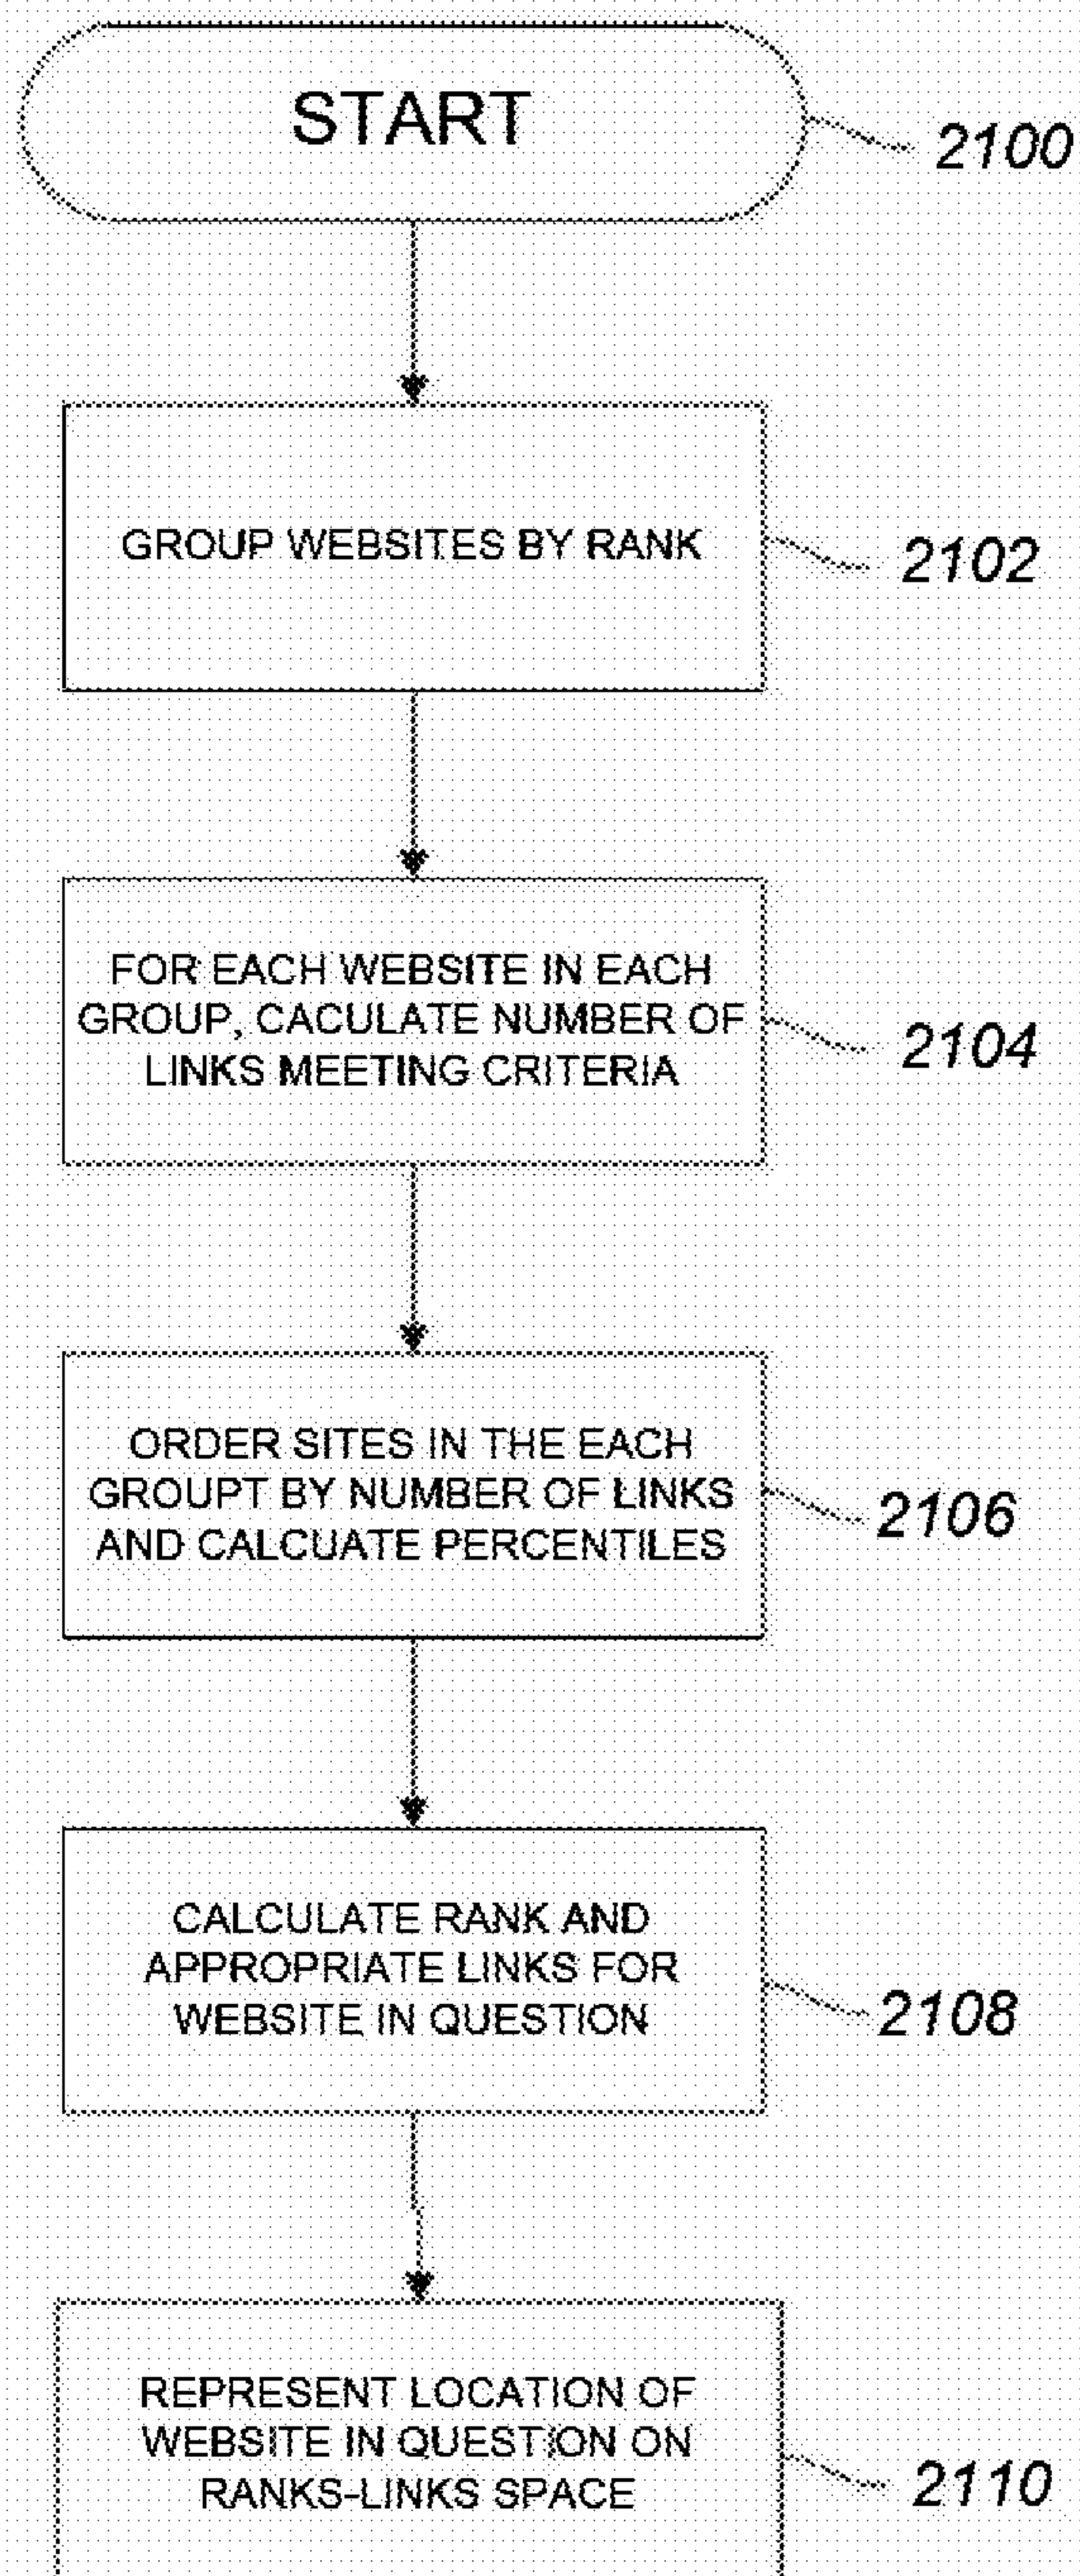 START
2100
GROUP WEBSITES BY RANK
2102
FOR EACH WEBSITE IN EACH
GROUP, CACULATE NUMBER OF
LINKS MEETING CRITERIA
2104
ORDER SITES IN THE EACH
GROUPT BY NUMBER OF LINKS
AND CALCUATE PERCENTILES
2106
CALCULATE RANK AND
APPROPRIATE LINKS FOR
WEBSITE IN QUESTION
2108
REPRESENT LOCATION OF
WEBSITE IN QUESTION ON
RANKS-LINKS SPACE
2110